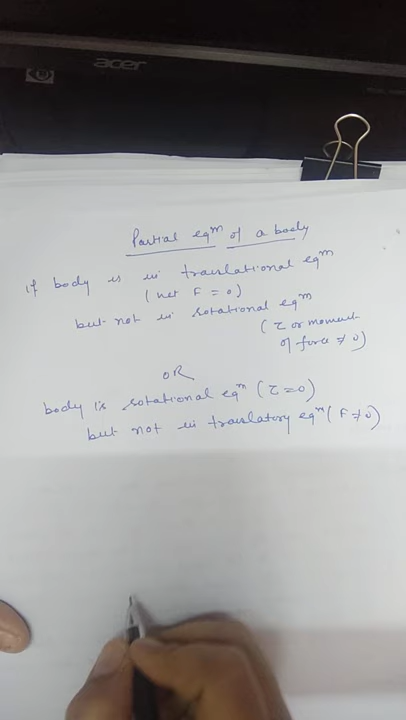 acer
Partial eqm of a body
if body is in translational eqm
( net F = 0 )
but not in rotational eqm
( τ or moment
of force ≠ 0 )
OR
body is rotational eqm ( τ = 0 )
but not in translatory eqm ( F ≠ 0 )